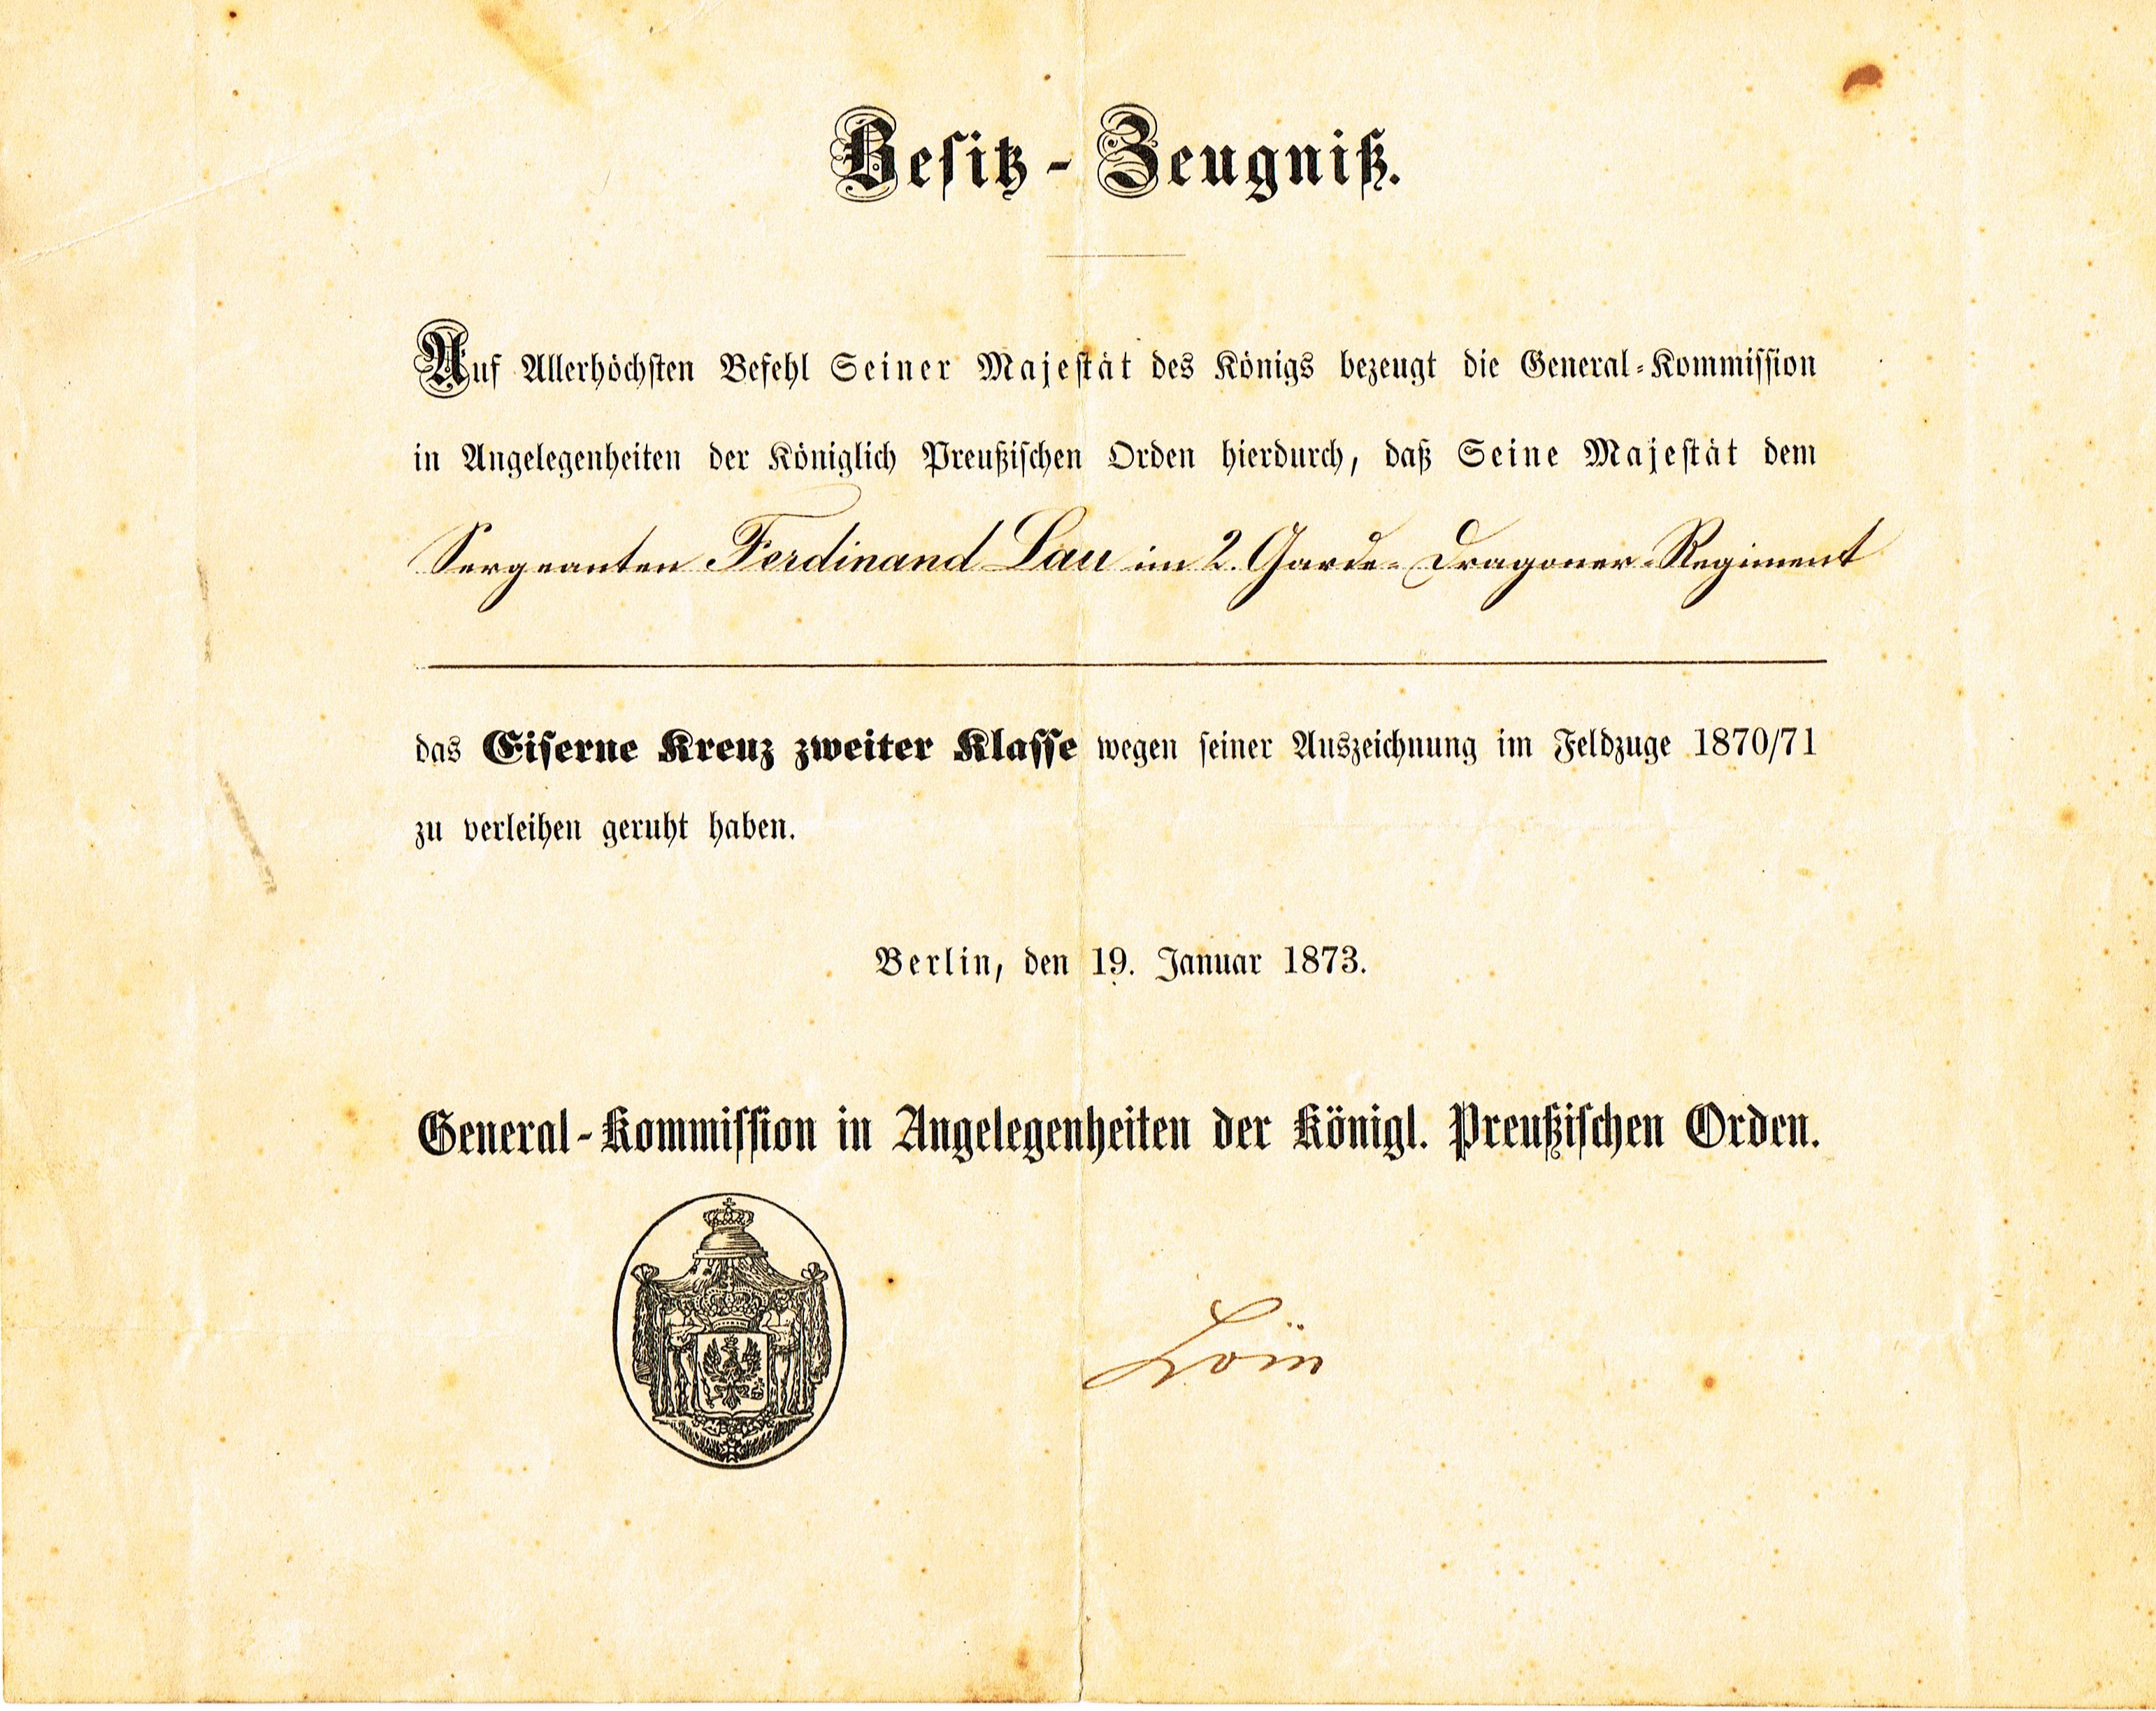 Besitz-Zeugniß.
Auf Allerhöchsten Befehl Seiner Majestät des Königs bezeugt die General-Kommission
in Angelegenheiten der Königlich Preußischen Orden hierdurch, daß Seine Majestät dem
Sergeanten Ferdinand Lau im 2. Garde-Dragoner-Regiment
das Eiserne Kreuz zweiter Klasse wegen seiner Auszeichnung im Feldzuge 1870/71
zu verleihen geruht haben.
Berlin, den 19. Januar 1873.
General-Kommission in Angelegenheiten der Königl. Preußischen Orden.